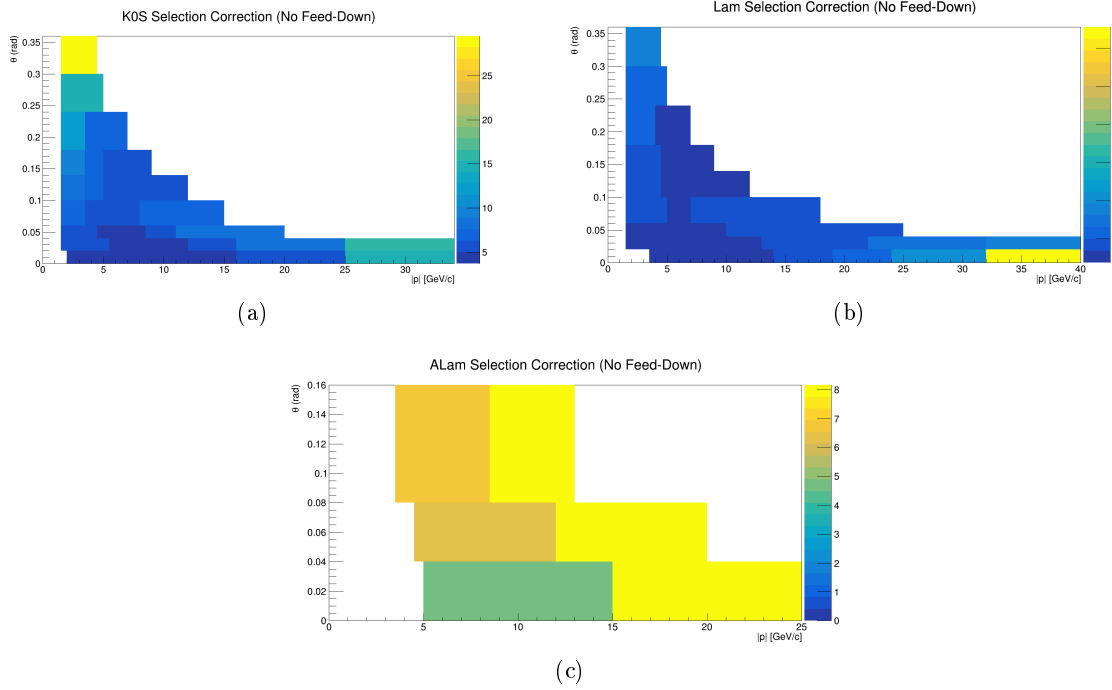 K0S Selection Correction (No Feed-Down)
θ (rad)
0.35
0.3
0.25
0.2
0.15
0.1
0.05
0
0 5 10 15 20 25 30
|p| [GeV/c]
25
20
15
10
5
(a)
Lam Selection Correction (No Feed-Down)
θ (rad)
0.35
0.3
0.25
0.2
0.15
0.1
0.05
0
0 5 10 15 20 25 30 35 40
|p| [GeV/c]
(b)
ALam Selection Correction (No Feed-Down)
θ (rad)
0.16
0.14
0.12
0.1
0.08
0.06
0.04
0.02
0
0 5 10 15 20 25
|p| [GeV/c]
8
7
6
5
4
3
2
1
0
(c)